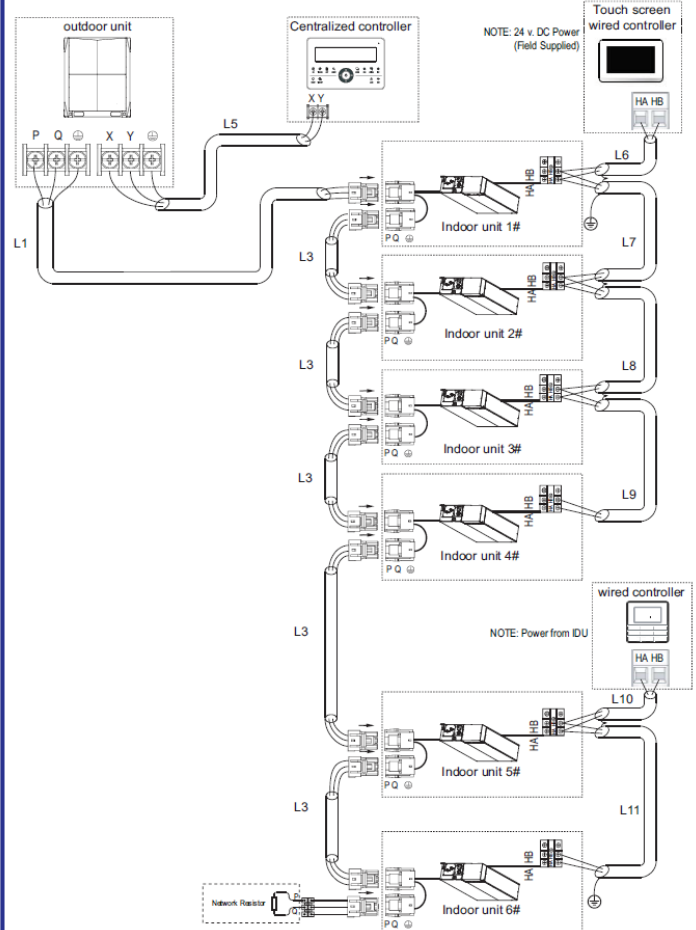 outdoor unit
P Q X Y
L1
L5
Centralized controller
X Y
NOTE: 24 v. DC Power
(Field Supplied)
Touch screen
wired controller
HA HB
L6
HA HB
Indoor unit 1#
P Q
L3
L7
HA HB
Indoor unit 2#
P Q
L3
L8
HA HB
Indoor unit 3#
P Q
L3
L9
HA HB
Indoor unit 4#
P Q
L3
wired controller
NOTE: Power from IDU
HA HB
L10
HA HB
Indoor unit 5#
P Q
L3
L11
HA HB
Indoor unit 6#
P Q
Network Resistor
P
Q